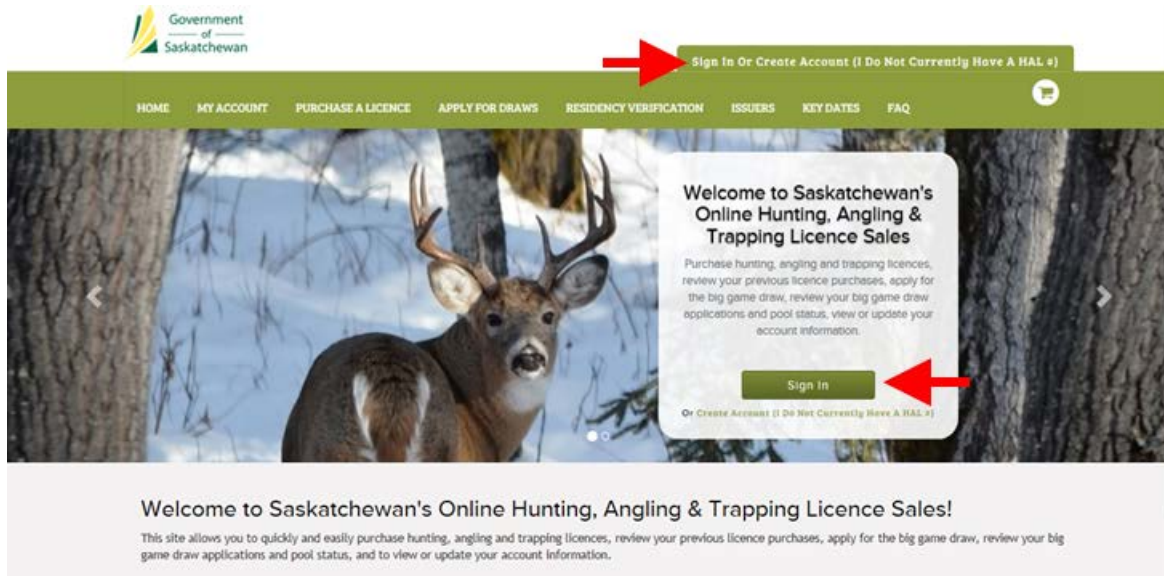 Government
of
Saskatchewan
Sign In Or Create Account (I Do Not Currently Have A HAL #)
HOME MY ACCOUNT PURCHASE A LICENCE APPLY FOR DRAWS RESIDENCY VERIFICATION ISSUERS KEY DATES FAQ
Welcome to Saskatchewan's
Online Hunting, Angling &
Trapping Licence Sales
Purchase hunting, angling and trapping licences,
review your previous licence purchases, apply for
the big game draw, review your big game draw
applications and pool status, view or update your
account information.
Sign In
Or Create Account (I Do Not Currently Have A HAL #)
Welcome to Saskatchewan's Online Hunting, Angling & Trapping Licence Sales!
This site allows you to quickly and easily purchase hunting, angling and trapping licences, review your previous licence purchases, apply for the big game draw, review your big
game draw applications and pool status, and to view or update your account information.